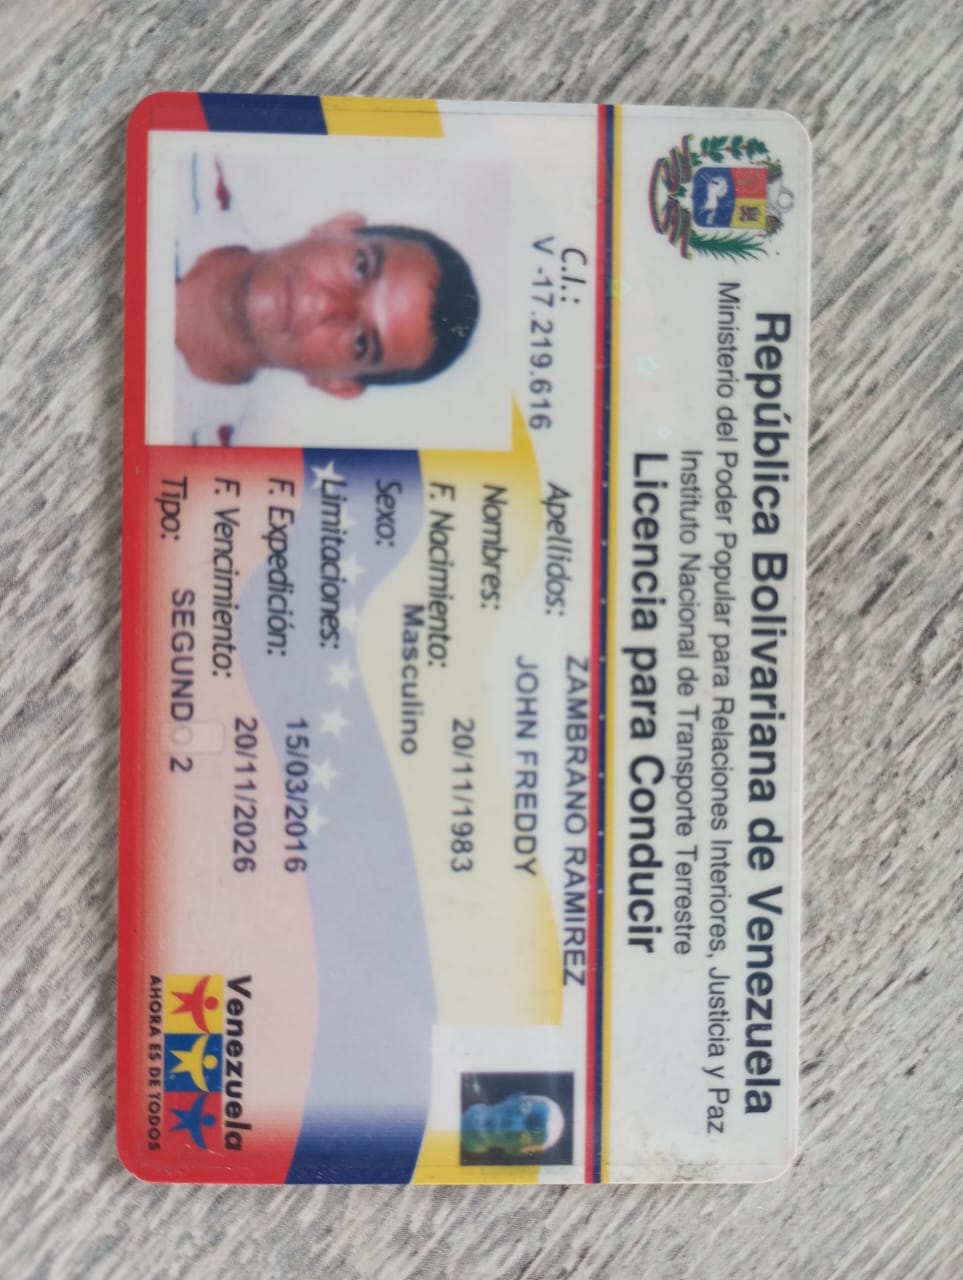 República Bolivariana de Venezuela
Ministerio del Poder Popular para Relaciones Interiores, Justicia y Paz
Instituto Nacional de Transporte Terrestre
Licencia para Conducir
C.I.:
V -17.219.616
Apellidos: ZAMBRANO RAMIREZ
Nombres: JOHN FREDDY
F. Nacimiento: 20/11/1983
Sexo: Masculino
Limitaciones:
F. Expedición: 15/03/2016
F. Vencimiento: 20/11/2026
Tipo: SEGUNDO 2
Venezuela
AHORA ES DE TODOS